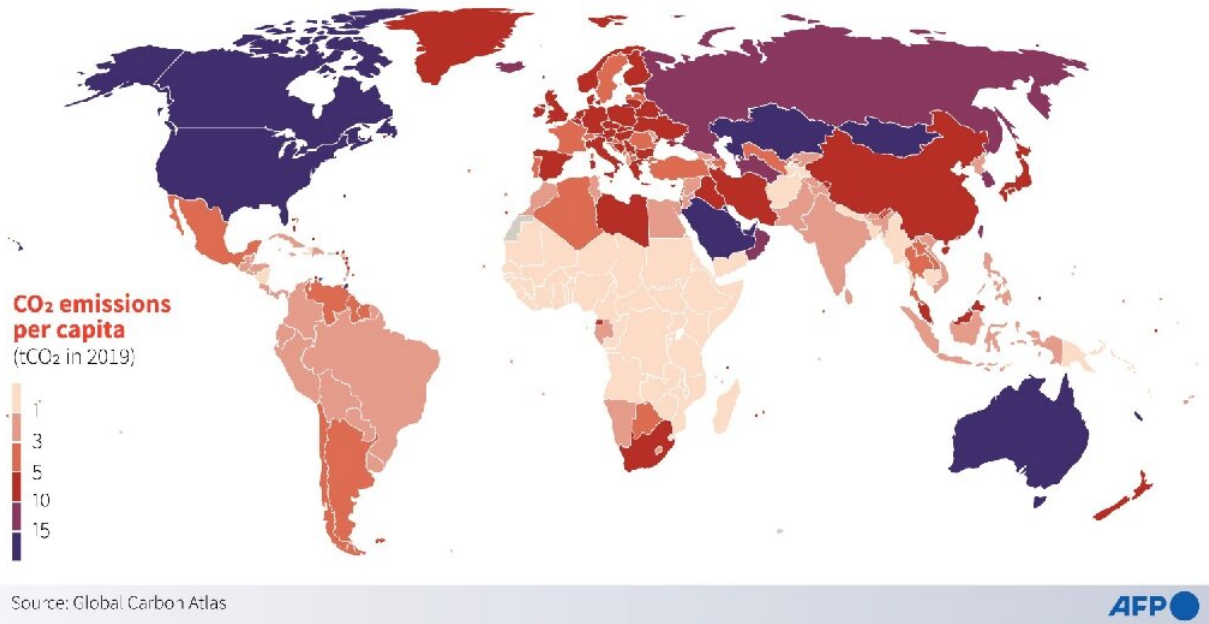 CO₂ emissions
per capita
(tCO₂ in 2019)
1
3
5
10
15
Source: Global Carbon Atlas
AFP